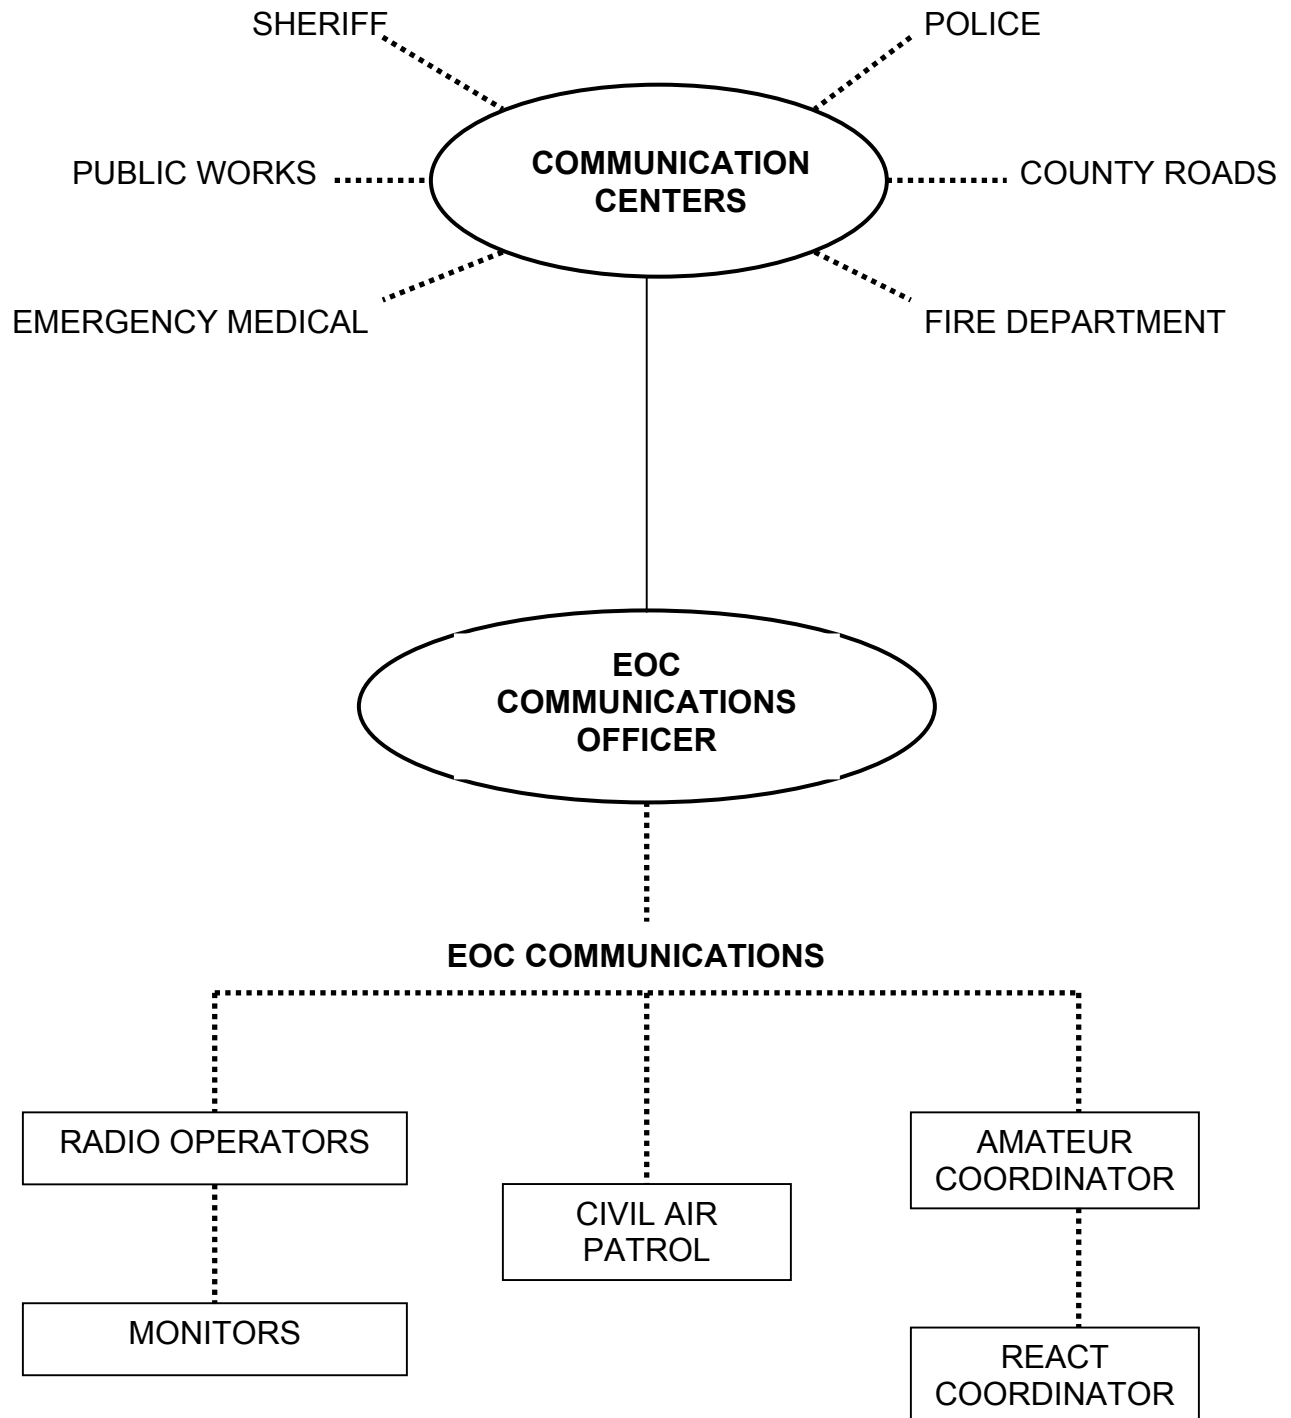 SHERIFF
POLICE
COMMUNICATION
CENTERS
PUBLIC WORKS
COUNTY ROADS
EMERGENCY MEDICAL
FIRE DEPARTMENT
EOC
COMMUNICATIONS
OFFICER
EOC COMMUNICATIONS
RADIO OPERATORS
MONITORS
CIVIL AIR
PATROL
AMATEUR
COORDINATOR
REACT
COORDINATOR